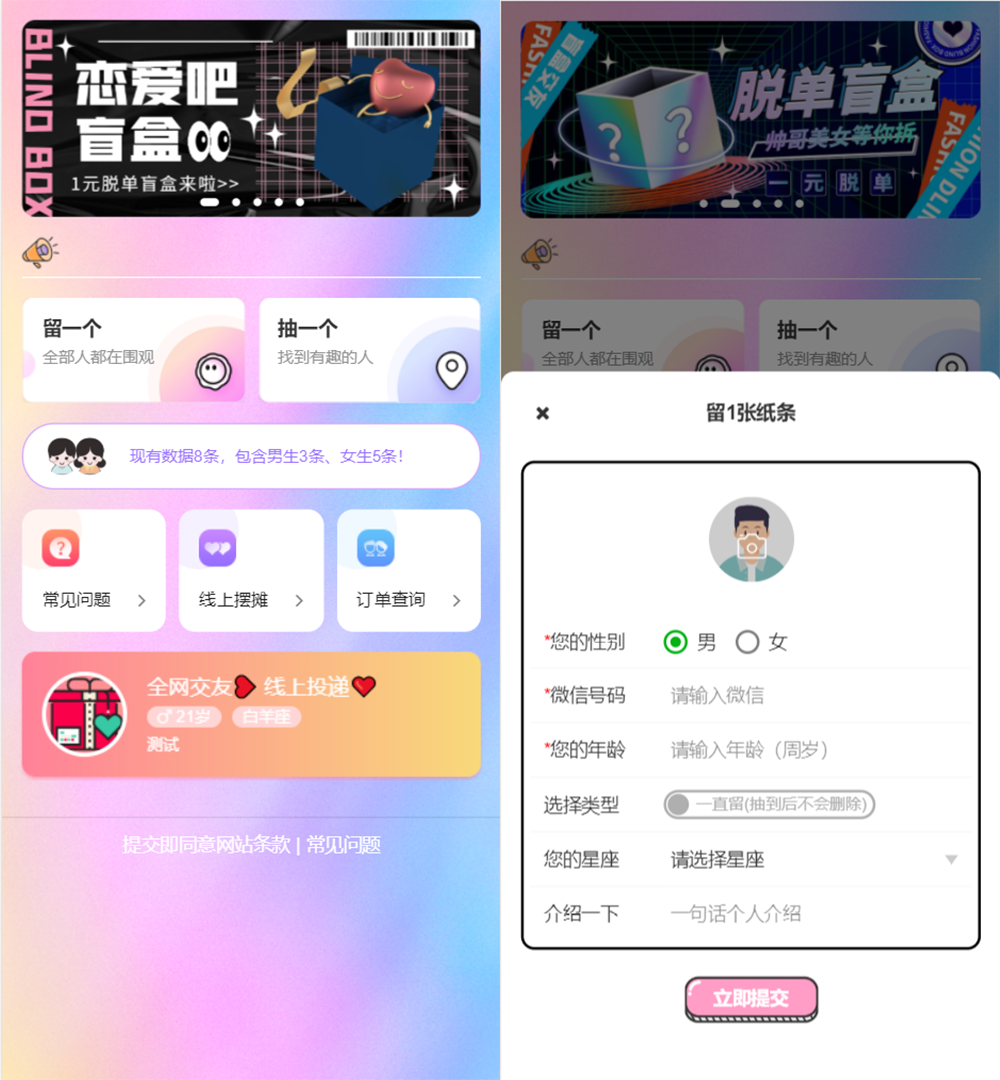 BLIND BOX
恋爱吧
盲盒
1元脱单盲盒来啦>>
留一个
全部人都在围观
抽一个
找到有趣的人
现有数据8条，包含男生3条、女生5条！
常见问题
线上摆摊
订单查询
全网交友 线上投递
♂ 21岁 白羊座
测试
提交即同意网站条款 | 常见问题
盲盒交友
脱单盲盒
帅哥美女等你拆
一元脱单
留一个
全部人都在围观
抽一个
找到有趣的人
留1张纸条
*您的性别 男 女
*微信号码 请输入微信
*您的年龄 请输入年龄（周岁）
选择类型 一直留(抽到后不会删除)
您的星座 请选择星座
介绍一下 一句话个人介绍
立即提交